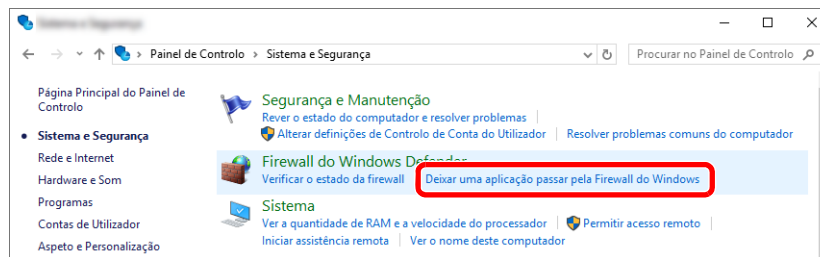 Sistema e Segurança
Painel de Controlo > Sistema e Segurança
Procurar no Painel de Controlo
Página Principal do Painel de
Controlo
Sistema e Segurança
Rede e Internet
Hardware e Som
Programas
Contas de Utilizador
Aspeto e Personalização
Segurança e Manutenção
Rever o estado do computador e resolver problemas
Alterar definições de Controlo de Conta do Utilizador | Resolver problemas comuns do computador
Firewall do Windows Defender
Verificar o estado da firewall | Deixar uma aplicação passar pela Firewall do Windows
Sistema
Ver a quantidade de RAM e a velocidade do processador | Permitir acesso remoto
Iniciar assistência remota | Ver o nome deste computador